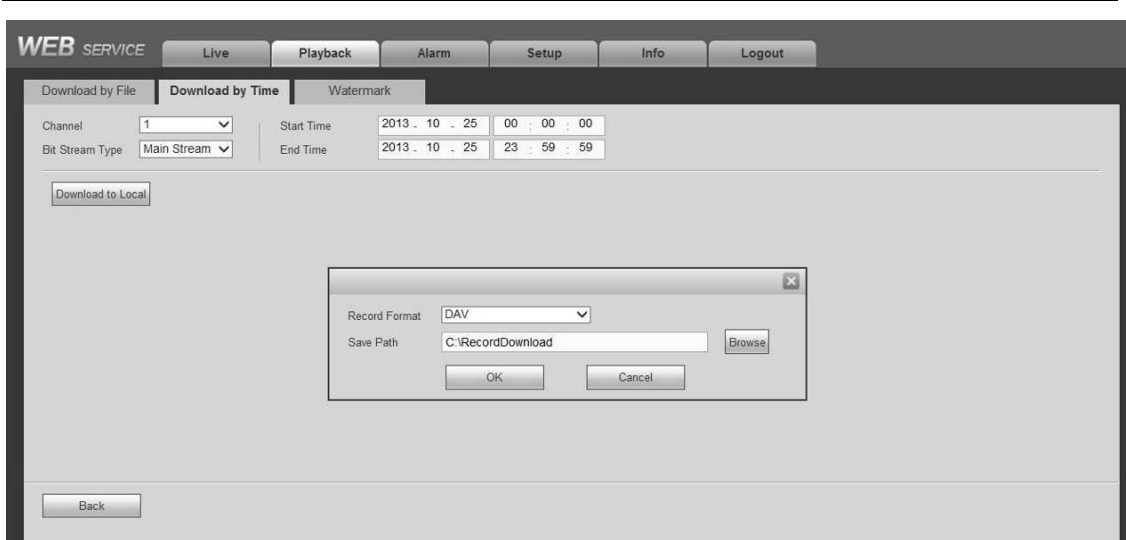 WEB SERVICE Live Playback Alarm Setup Info Logout
Download by File Download by Time Watermark
Channel 1 Start Time 2013 . 10 . 25 00 : 00 : 00
Bit Stream Type Main Stream End Time 2013 . 10 . 25 23 : 59 : 59
Download to Local
Record Format DAV
Save Path C:\RecordDownload Browse
OK Cancel
Back